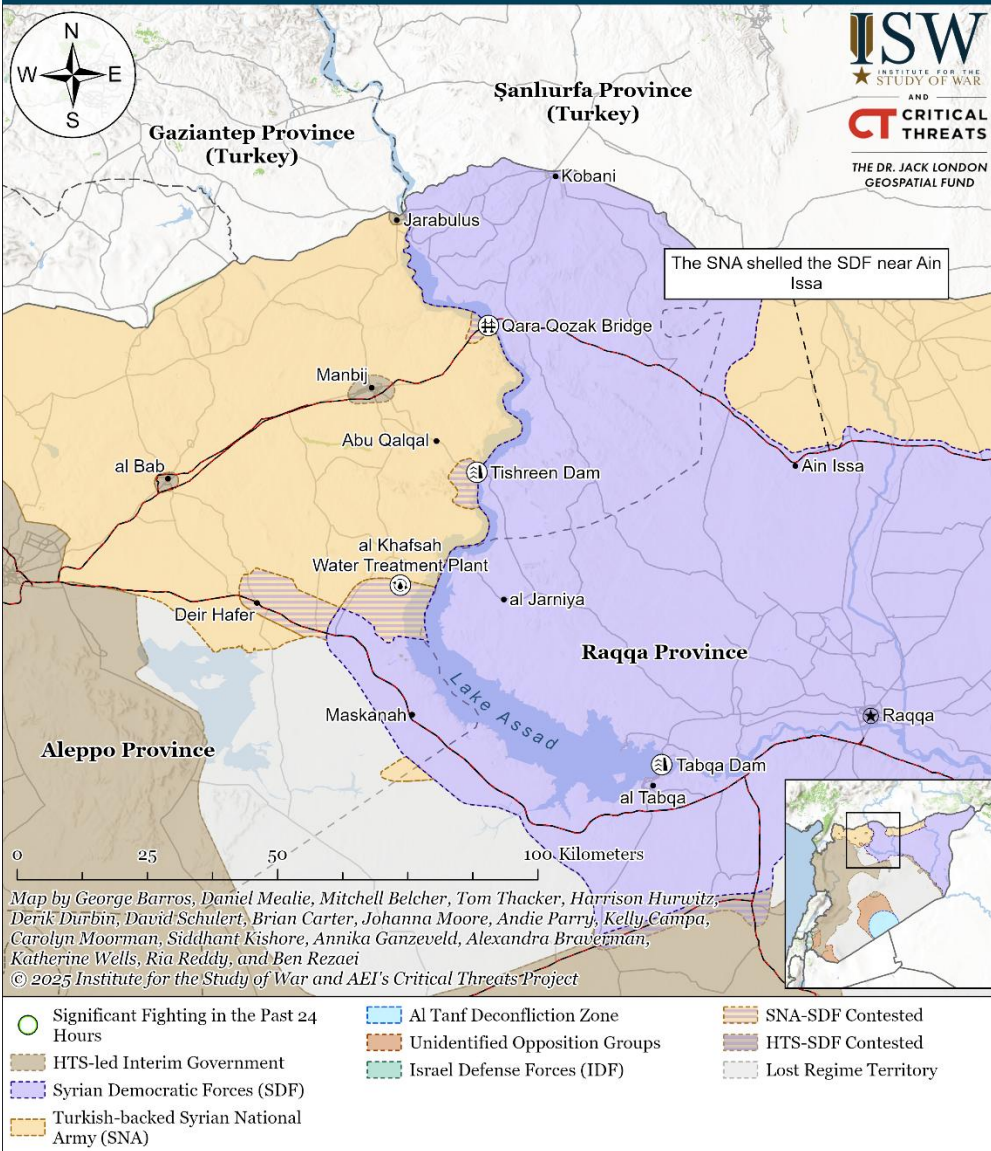 N
W
E
S
ISW
INSTITUTE FOR THE
STUDY OF WAR
AND
CT CRITICAL
THREATS
THE DR. JACK LONDON
GEOSPATIAL FUND
Gaziantep Province
(Turkey)
Şanlıurfa Province
(Turkey)
Kobani
Jarabulus
The SNA shelled the SDF near Ain
Issa
Qara-Qozak Bridge
Manbij
Abu Qalqal
al Bab
Tishreen Dam
Ain Issa
al Khafsah
Water Treatment Plant
Deir Hafer
al Jarniya
Raqqa Province
Lake Assad
Maskanah
Raqqa
Aleppo Province
Tabqa Dam
al Tabqa
0
25
50
100 Kilometers
Map by George Barros, Daniel Mealie, Mitchell Belcher, Tom Thacker, Harrison Hurwitz,
Derik Durbin, David Schulert, Brian Carter, Johanna Moore, Andie Parry, Kelly Campa,
Carolyn Moorman, Siddhant Kishore, Annika Ganzeveld, Alexandra Braverman,
Katherine Wells, Ria Reddy, and Ben Rezaei
© 2025 Institute for the Study of War and AEI's Critical Threats Project
Significant Fighting in the Past 24
Hours
HTS-led Interim Government
Syrian Democratic Forces (SDF)
Turkish-backed Syrian National
Army (SNA)
Al Tanf Deconfliction Zone
Unidentified Opposition Groups
Israel Defense Forces (IDF)
SNA-SDF Contested
HTS-SDF Contested
Lost Regime Territory